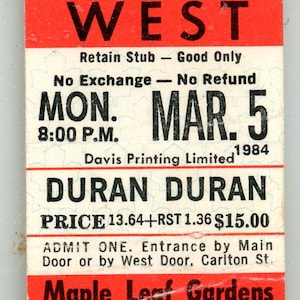 WEST
Retain Stub — Good Only
No Exchange — No Refund
MON. MAR. 5
8:00 P.M. 1984
Davis Printing Limited
DURAN DURAN
PRICE 13.64+RST 1.36 $15.00
ADMIT ONE. Entrance by Main
Door or by West Door, Carlton St.
Maple Leaf Gardens